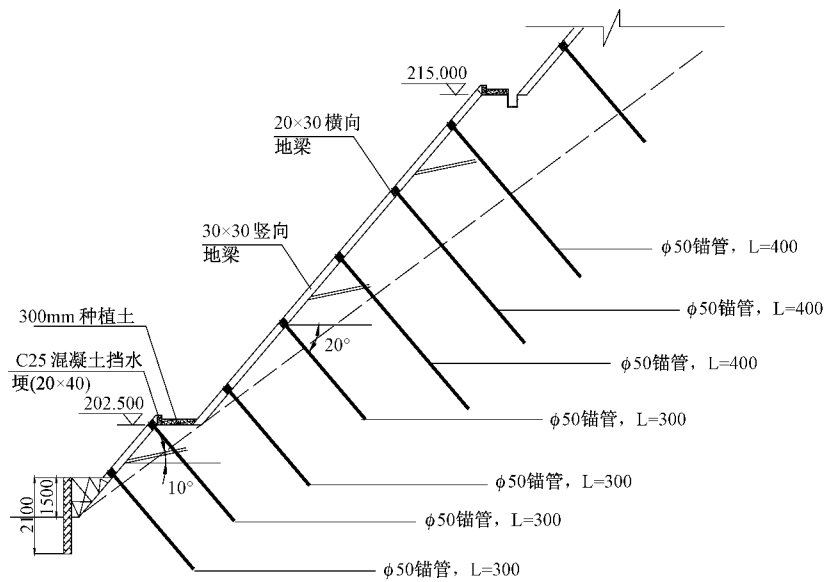 215.000
20×30 横向
地梁
30×30 竖向
地梁
ϕ50锚管，L=400
300mm 种植土
ϕ50锚管，L=400
20°
C25 混凝土挡水
埂(20×40)
ϕ50锚管，L=400
202.500
ϕ50锚管，L=300
10°
ϕ50锚管，L=300
1500
2100
ϕ50锚管，L=300
ϕ50锚管，L=300